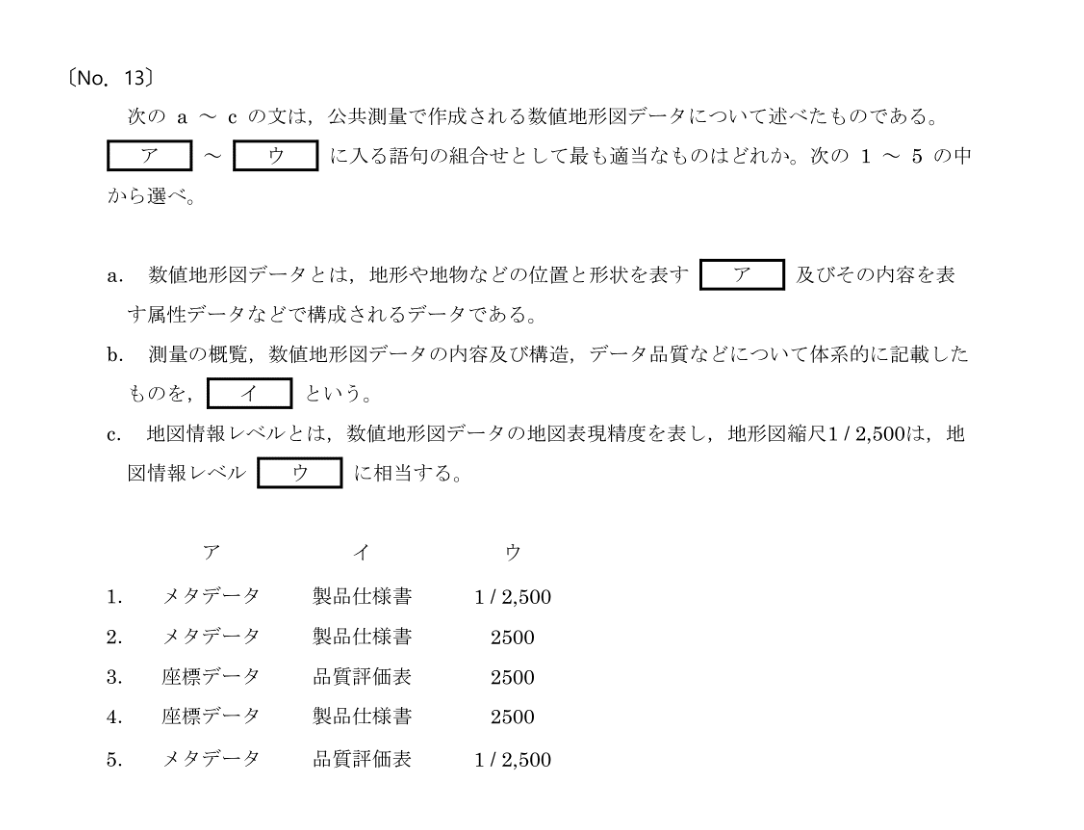 〔No．13〕
次の a ～ c の文は，公共測量で作成される数値地形図データについて述べたものである。
ア ～ ウ に入る語句の組合せとして最も適当なものはどれか。次の 1 ～ 5 の中
から選べ。
a． 数値地形図データとは，地形や地物などの位置と形状を表す ア 及びその内容を表
す属性データなどで構成されるデータである。
b． 測量の概覧，数値地形図データの内容及び構造，データ品質などについて体系的に記載した
ものを， イ という。
c． 地図情報レベルとは，数値地形図データの地図表現精度を表し，地形図縮尺1 / 2,500は，地
図情報レベル ウ に相当する。
ア イ ウ
1． メタデータ 製品仕様書 1 / 2,500
2． メタデータ 製品仕様書 2500
3． 座標データ 品質評価表 2500
4． 座標データ 製品仕様書 2500
5． メタデータ 品質評価表 1 / 2,500